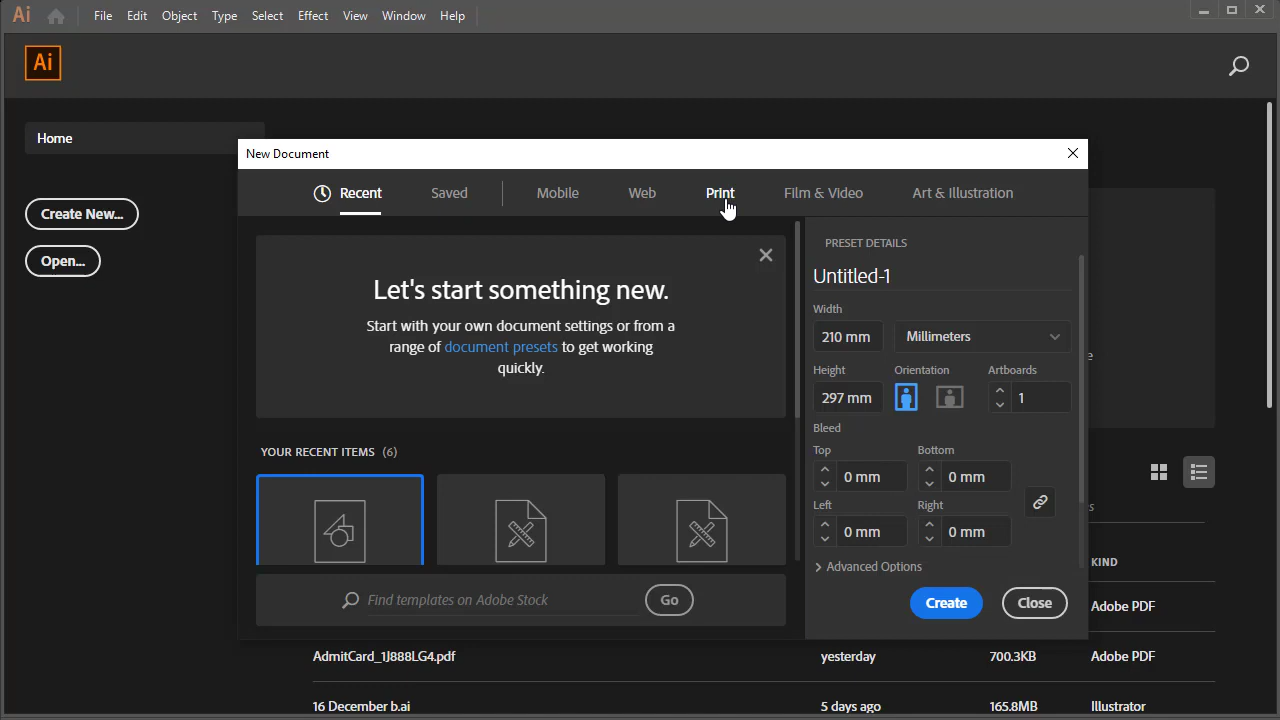 Ai File Edit Object Type Select Effect View Window Help
Ai
Home
New Document
Recent Saved Mobile Web Print Film & Video Art & Illustration
Create New...
Open...
Let's start something new.
Start with your own document settings or from a
range of document presets to get working
quickly.
YOUR RECENT ITEMS (6)
Find templates on Adobe Stock Go
PRESET DETAILS
Untitled-1
Width
210 mm Millimeters
Height Orientation Artboards
297 mm 1
Bleed
Top Bottom
0 mm 0 mm
Left Right
0 mm 0 mm
> Advanced Options
Create Close
e
s
KIND
Adobe PDF
AdmitCard_1J888LG4.pdf yesterday 700.3KB Adobe PDF
16 December b.ai 5 days ago 165.8MB Illustrator